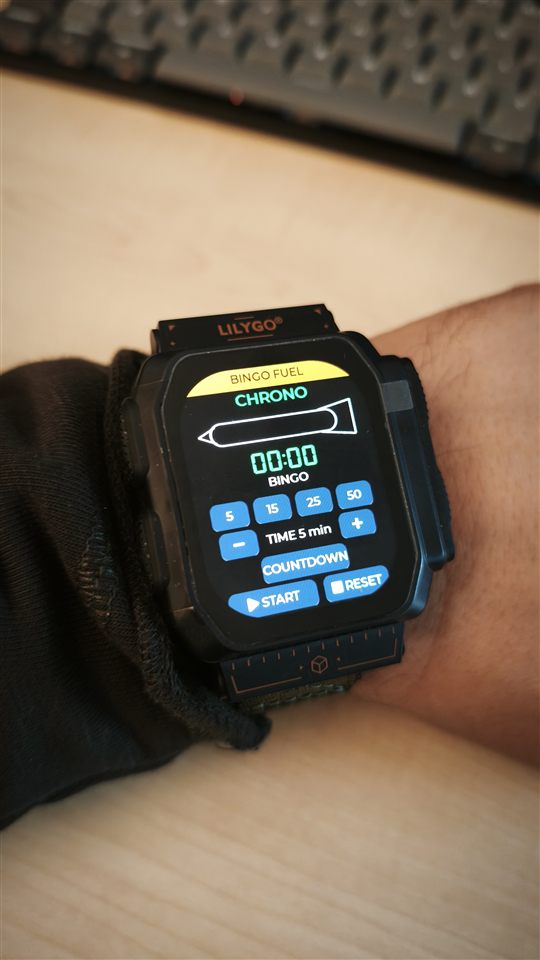 LILYGO®
BINGO FUEL
CHRONO
00:00
BINGO
5 15 25 50
- TIME 5 min +
COUNTDOWN
START RESET